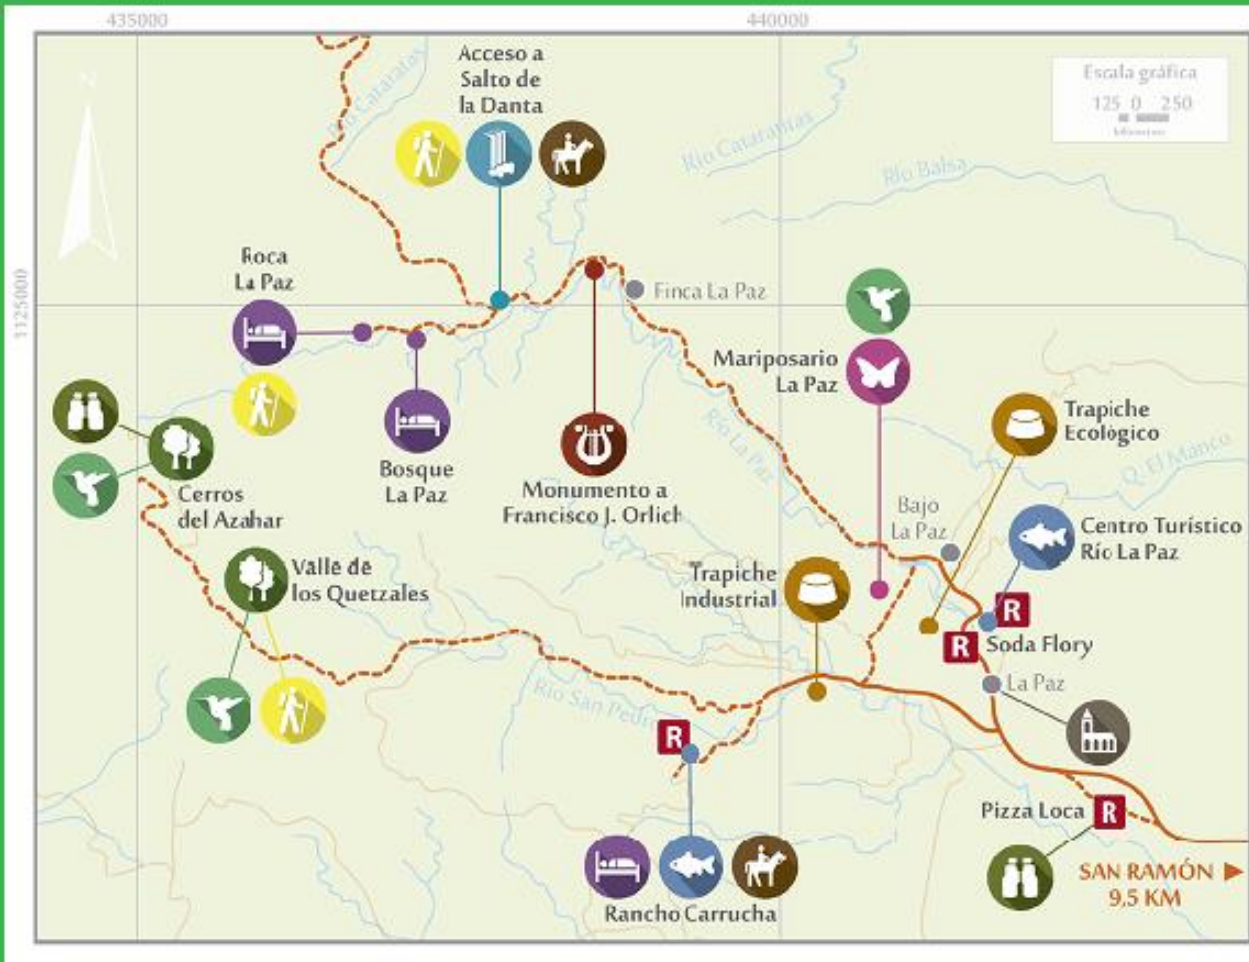 435000
440000
1125000
N
Escala gráfica
125 0 250
kilómetros
Río Cataratas
Acceso a
Salto de
la Danta
Río Cataratas
Río Balsa
Roca
La Paz
Finca La Paz
Mariposario
La Paz
Trapiche
Ecológico
Río La Paz
Q. El Manco
Bosque
La Paz
Monumento a
Francisco J. Orlich
Cerros
del Azahar
Bajo
La Paz
Centro Turístico
Río La Paz
Valle de
los Quetzales
Trapiche
Industrial
R
R
Soda Flory
La Paz
Río San Pedro
R
Pizza Loca
R
SAN RAMÓN
9,5 KM
Rancho Carrucha